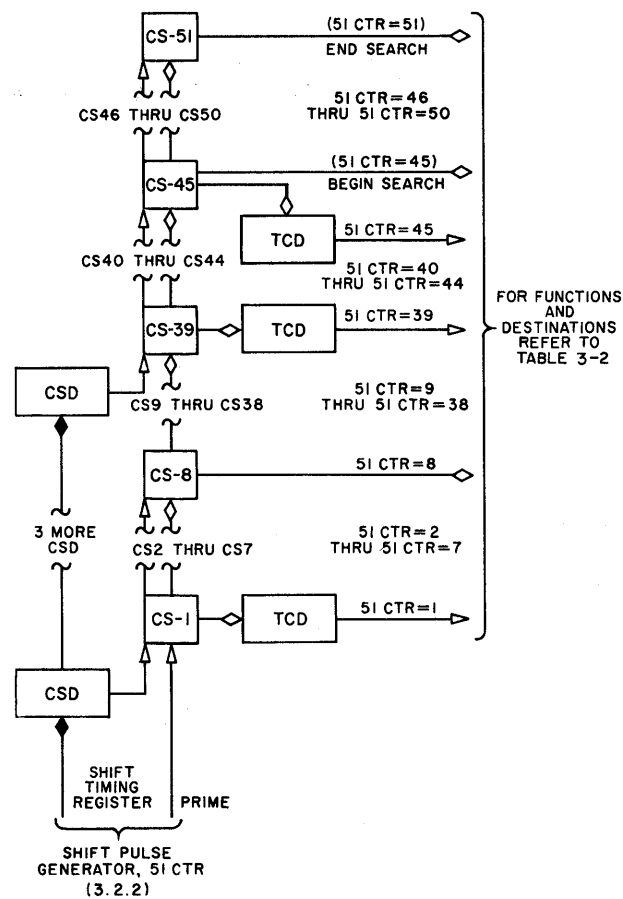 CS-51
(51 CTR=51)
END SEARCH
CS46 THRU CS50
51 CTR=46
THRU 51 CTR=50
CS-45
(51 CTR=45)
BEGIN SEARCH
TCD
51 CTR=45
CS40 THRU CS44
51 CTR=40
THRU 51 CTR=44
CS-39
TCD
51 CTR=39
FOR FUNCTIONS
AND
DESTINATIONS
REFER TO
TABLE 3-2
CSD
CS9 THRU CS38
51 CTR=9
THRU 51 CTR=38
CS-8
51 CTR=8
3 MORE
CSD
CS2 THRU CS7
51 CTR=2
THRU 51 CTR=7
CS-1
TCD
51 CTR=1
CSD
SHIFT
TIMING
REGISTER
PRIME
SHIFT PULSE
GENERATOR, 51 CTR
(3.2.2)